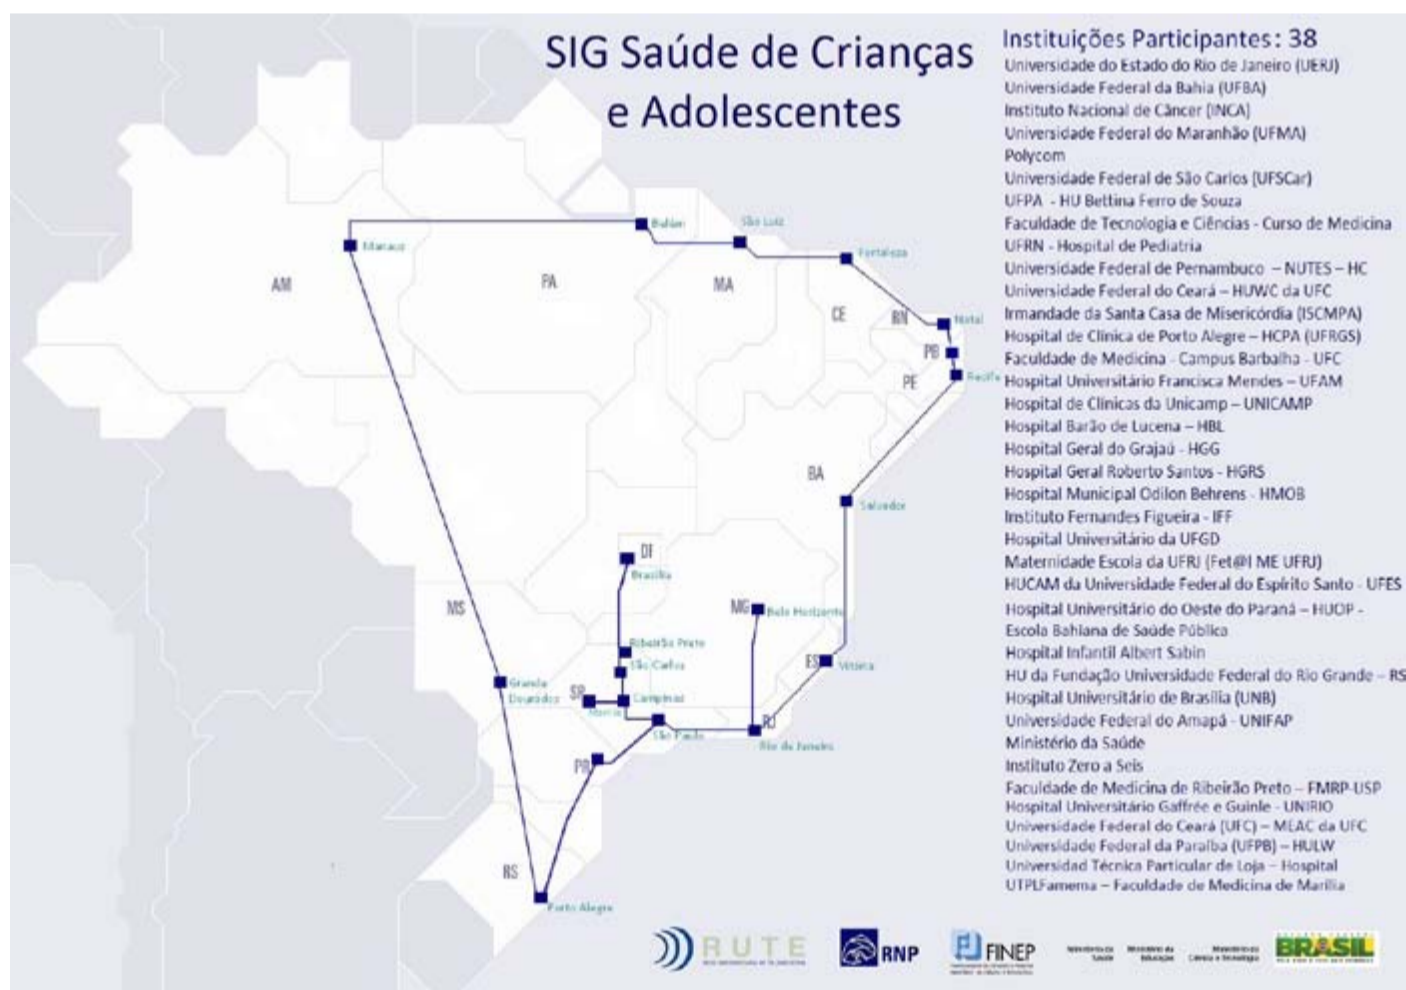 SIG Saúde de Crianças
e Adolescentes
Instituições Participantes: 38
Universidade do Estado do Rio de Janeiro (UERJ)
Universidade Federal da Bahia (UFBA)
Instituto Nacional de Câncer (INCA)
Universidade Federal do Maranhão (UFMA)
Polycom
Universidade Federal de São Carlos (UFSCar)
UFPA - HU Bettina Ferro de Souza
Faculdade de Tecnologia e Ciências - Curso de Medicina
UFRN - Hospital de Pediatria
Universidade Federal de Pernambuco – NUTES – HC
Universidade Federal do Ceará – HUWC da UFC
Irmandade da Santa Casa de Misericórdia (ISCMPA)
Hospital de Clínica de Porto Alegre – HCPA (UFRGS)
Faculdade de Medicina - Campus Barbalha - UFC
Hospital Universitário Francisca Mendes – UFAM
Hospital de Clínicas da Unicamp – UNICAMP
Hospital Barão de Lucena – HBL
Hospital Geral do Grajaú - HGG
Hospital Geral Roberto Santos - HGRS
Hospital Municipal Odilon Behrens - HMOB
Instituto Fernandes Figueira - IFF
Hospital Universitário da UFGD
Maternidade Escola da UFRJ (Fet@l ME UFRJ)
HUCAM da Universidade Federal do Espírito Santo - UFES
Hospital Universitário do Oeste do Paraná – HUOP -
Escola Bahiana de Saúde Pública
Hospital Infantil Albert Sabin
HU da Fundação Universidade Federal do Rio Grande – RS
Hospital Universitário de Brasília (UNB)
Universidade Federal do Amapá - UNIFAP
Ministério da Saúde
Instituto Zero a Seis
Faculdade de Medicina de Ribeirão Preto – FMRP-USP
Hospital Universitário Gaffrée e Guinle - UNIRIO
Universidade Federal do Ceará (UFC) – MEAC da UFC
Universidade Federal da Paraíba (UFPB) – HULW
Universidad Técnica Particular de Loja – Hospital
UTPLFamema – Faculdade de Medicina de Marília
Belém
São Luiz
Manaus
Fortaleza
AM
PA
MA
CE
RN
Natal
PB
PE
Recife
BA
Salvador
DF
Brasília
MS
MG
Belo Horizonte
Ribeirão Preto
São Carlos
ES
Vitória
Grande
Dourados
SP
Campinas
Marília
São Paulo
RJ
Rio de Janeiro
PR
RS
Porto Alegre
RUTE
RNP
FINEP
Ministério da
Saúde
Ministério da
Educação
Ministério da
Ciência e Tecnologia
BRASIL